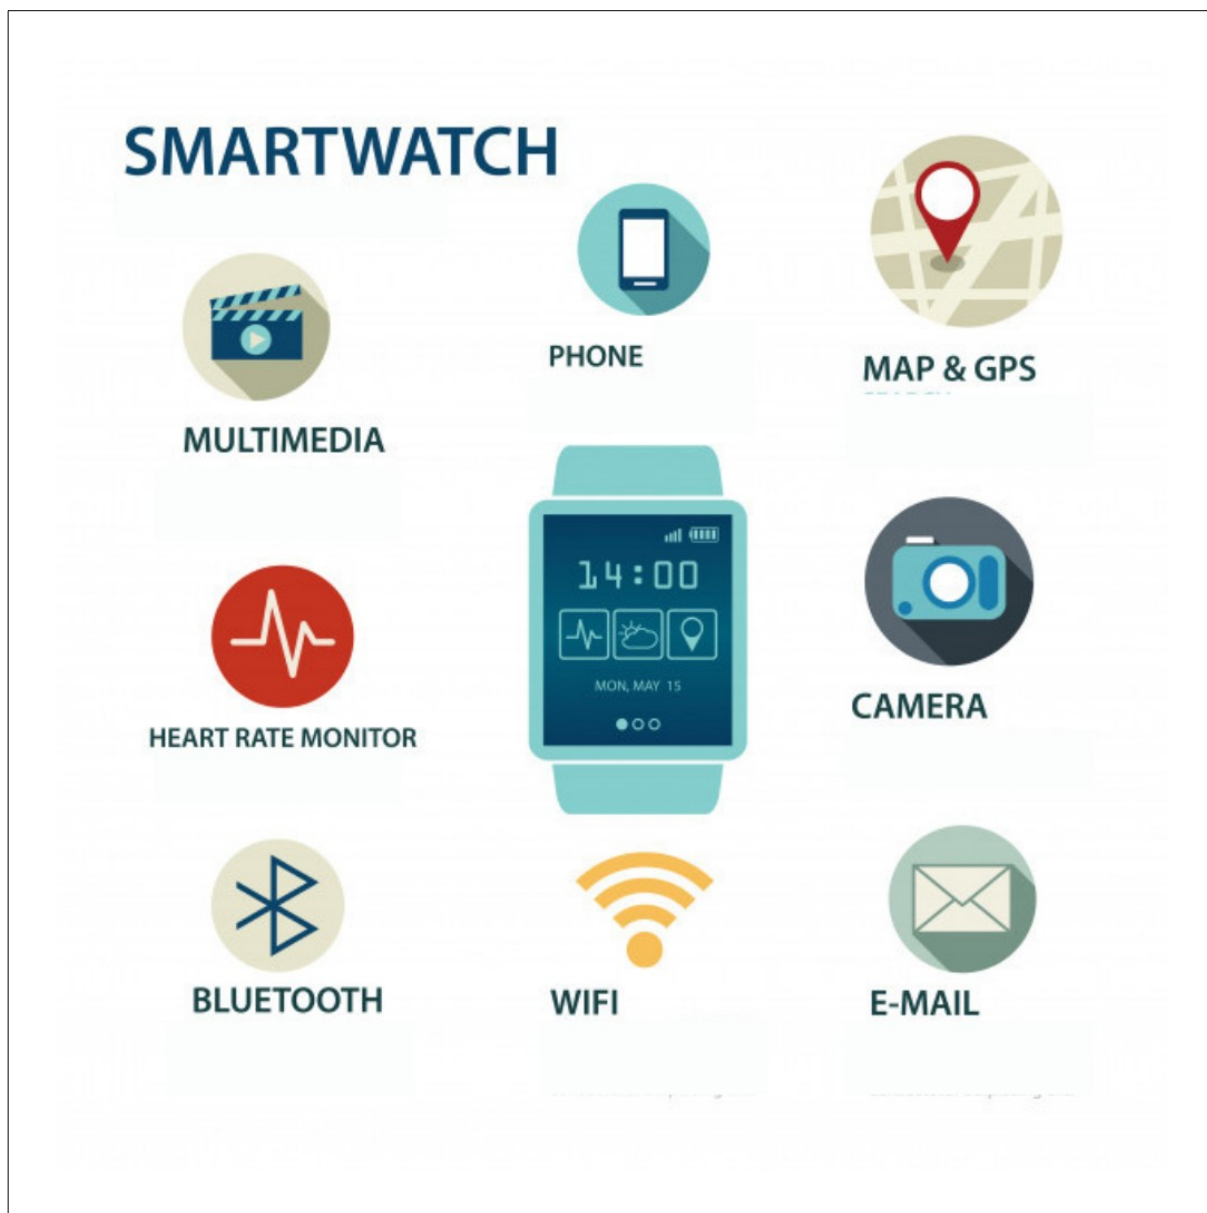 SMARTWATCH
PHONE
MAP & GPS
MULTIMEDIA
14:00
MON, MAY 15
CAMERA
HEART RATE MONITOR
BLUETOOTH
WIFI
E-MAIL